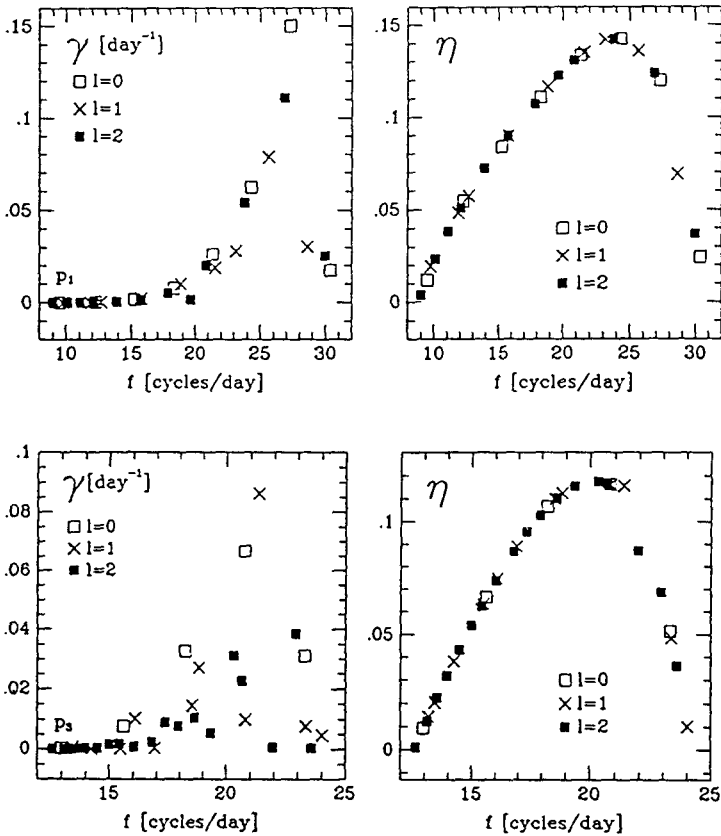 γ [day⁻¹]
l=0
l=1
l=2
p₁
.15
.1
.05
0
10 15 20 25 30
f [cycles/day]
η
l=0
l=1
l=2
.15
.1
.05
0
10 15 20 25 30
f [cycles/day]
γ[day⁻¹]
l=0
l=1
l=2
p₃
.1
.08
.06
.04
.02
0
15 20 25
f [cycles/day]
η
l=0
l=1
l=2
.1
.05
0
15 20 25
f [cycles/day]